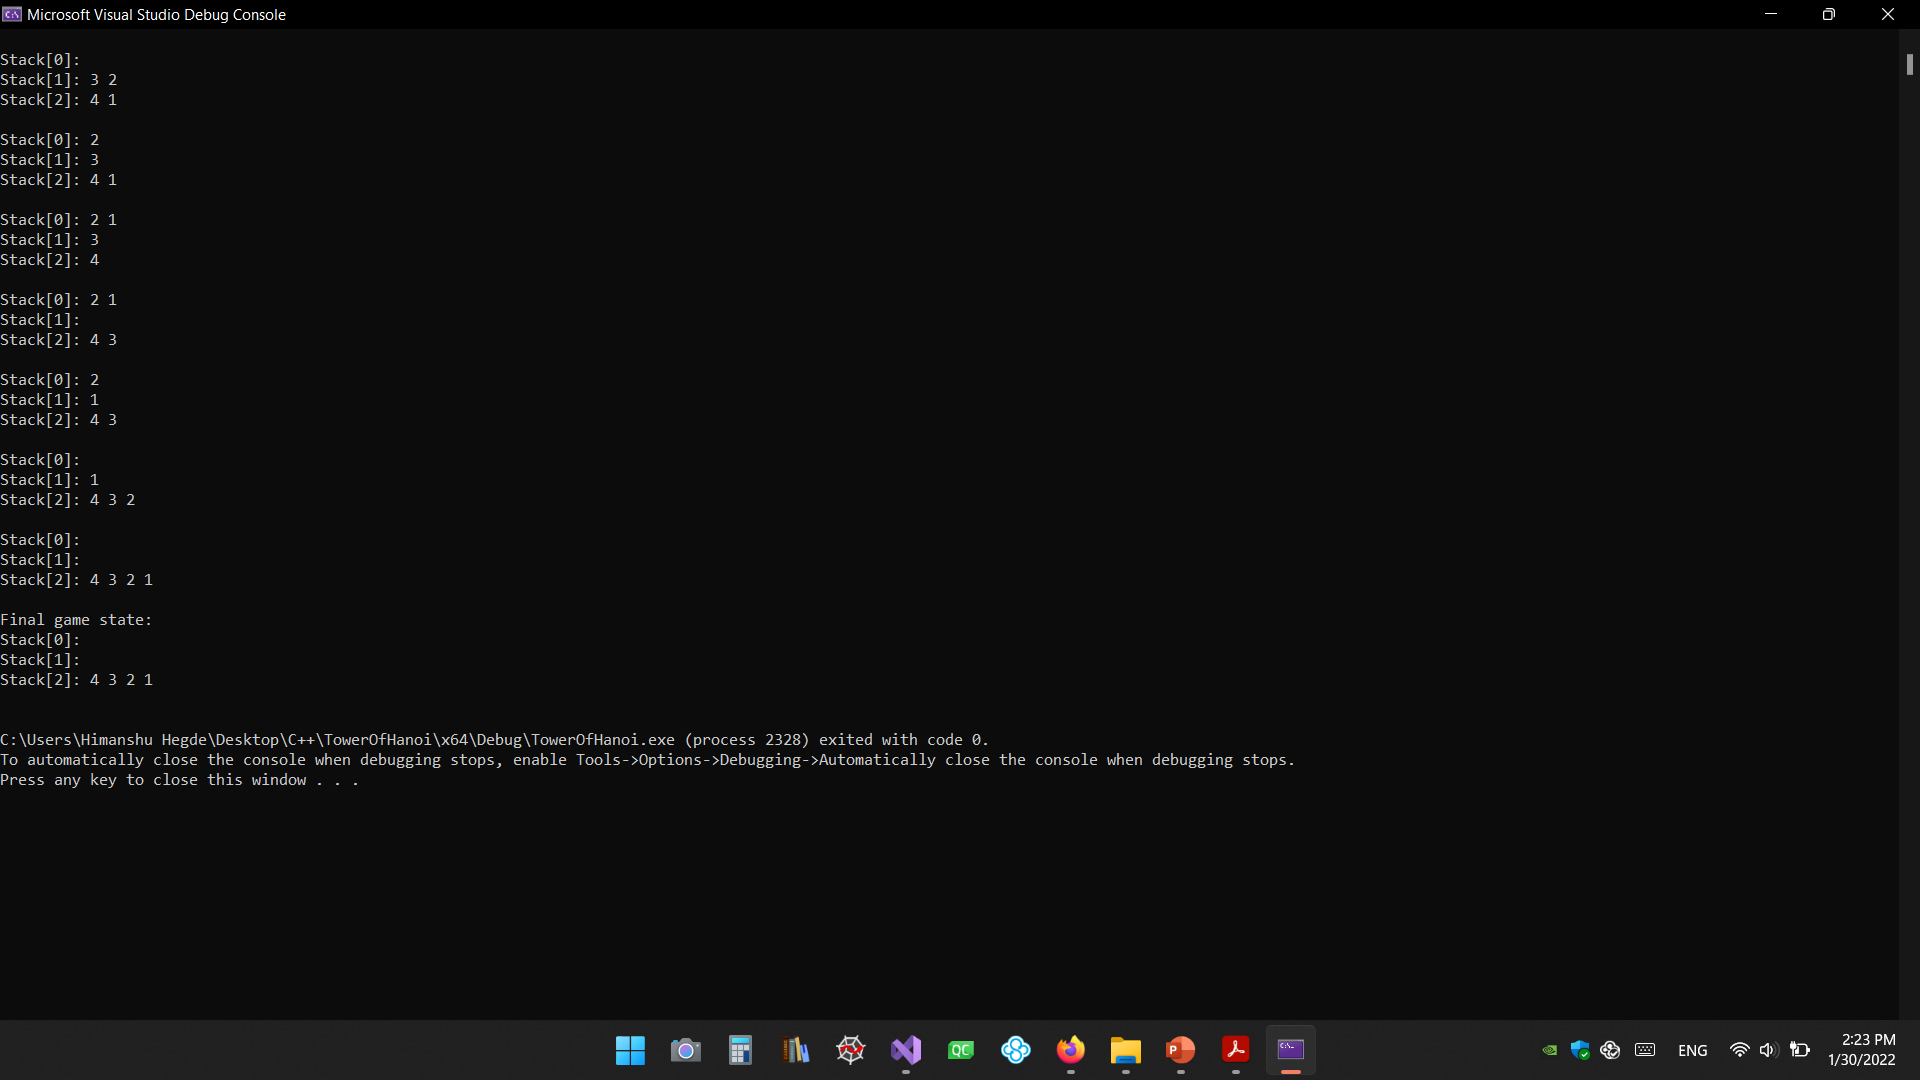 Microsoft Visual Studio Debug Console
Stack[0]:
Stack[1]: 3 2
Stack[2]: 4 1
Stack[0]: 2
Stack[1]: 3
Stack[2]: 4 1
Stack[0]: 2 1
Stack[1]: 3
Stack[2]: 4
Stack[0]: 2 1
Stack[1]:
Stack[2]: 4 3
Stack[0]: 2
Stack[1]: 1
Stack[2]: 4 3
Stack[0]:
Stack[1]: 1
Stack[2]: 4 3 2
Stack[0]:
Stack[1]:
Stack[2]: 4 3 2 1
Final game state:
Stack[0]:
Stack[1]:
Stack[2]: 4 3 2 1
C:\Users\Himanshu Hegde\Desktop\C++\TowerOfHanoi\x64\Debug\TowerOfHanoi.exe (process 2328) exited with code 0.
To automatically close the console when debugging stops, enable Tools->Options->Debugging->Automatically close the console when debugging stops.
Press any key to close this window . . .
QC
P
C:\_
ENG
2:23 PM
1/30/2022